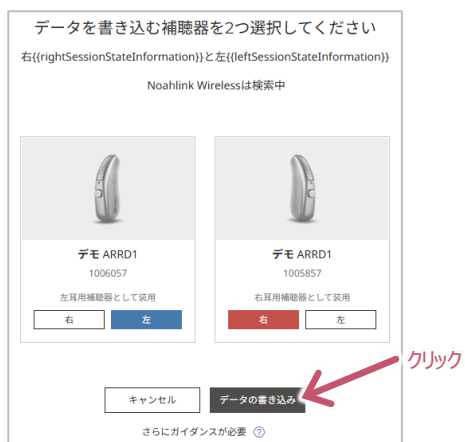 データを書き込む補聴器を2つ選択してください
右{{rightSessionStateInformation}}と左{{leftSessionStateInformation}}
Noahlink Wirelessは検索中
デモ ARRD1
1006057
左耳用補聴器として装用
右 左
デモ ARRD1
1005857
右耳用補聴器として装用
右 左
クリック
キャンセル データの書き込み
さらにガイダンスが必要 ?